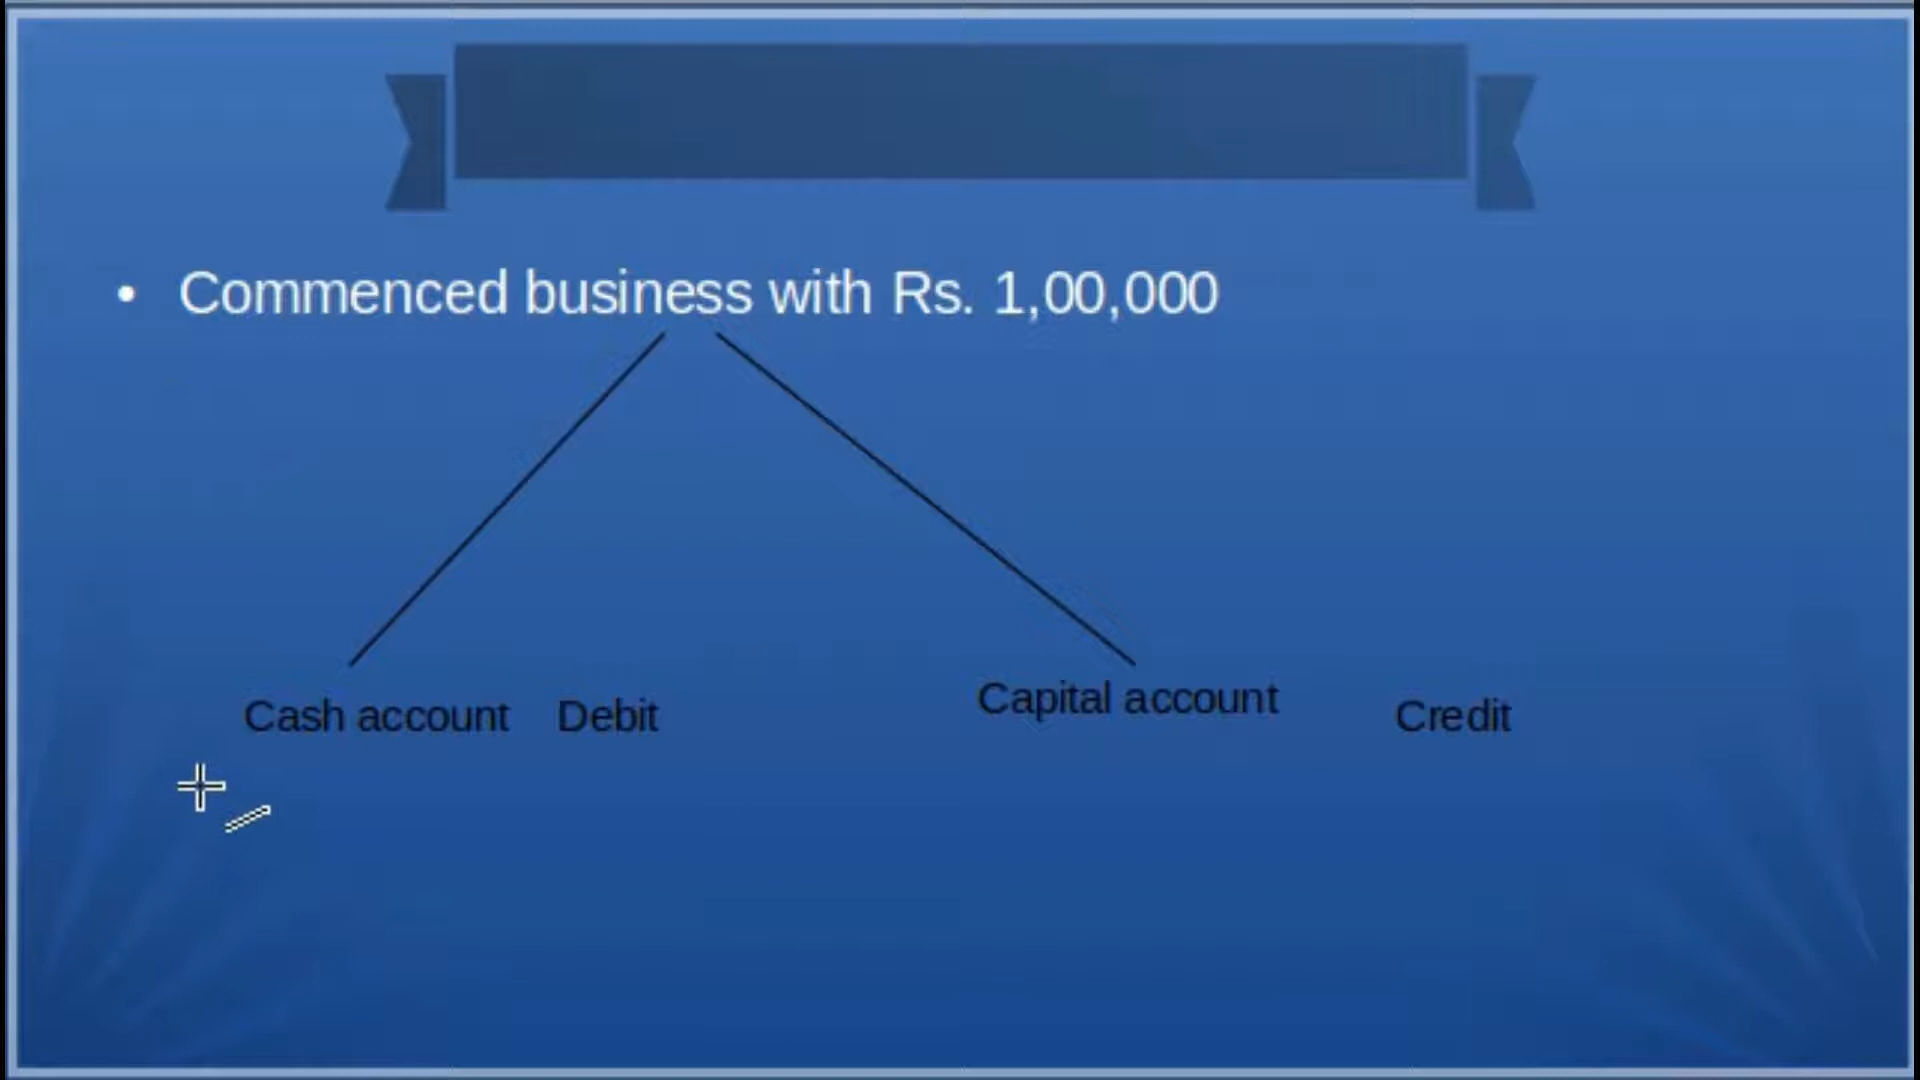 • Commenced business with Rs. 1,00,000
Cash account Debit Capital account Credit